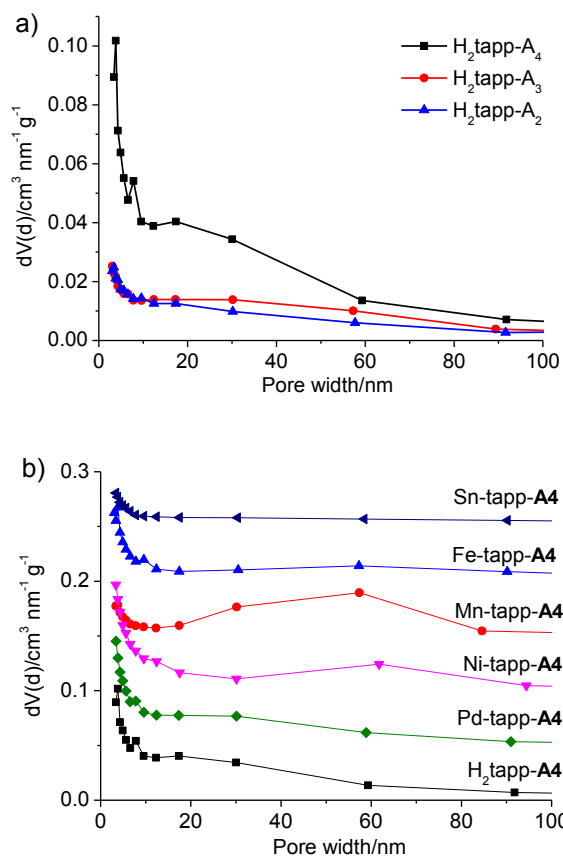 a)
dV(d)/cm³ nm⁻¹ g⁻¹
0.10
0.08
0.06
0.04
0.02
0.00
H₂tapp-A₄
H₂tapp-A₃
H₂tapp-A₂
0 20 40 60 80 100
Pore width/nm
b)
dV(d)/cm³ nm⁻¹ g⁻¹
0.3
0.2
0.1
0.0
Sn-tapp-A4
Fe-tapp-A4
Mn-tapp-A4
Ni-tapp-A4
Pd-tapp-A4
H₂tapp-A4
0 20 40 60 80 100
Pore width/nm